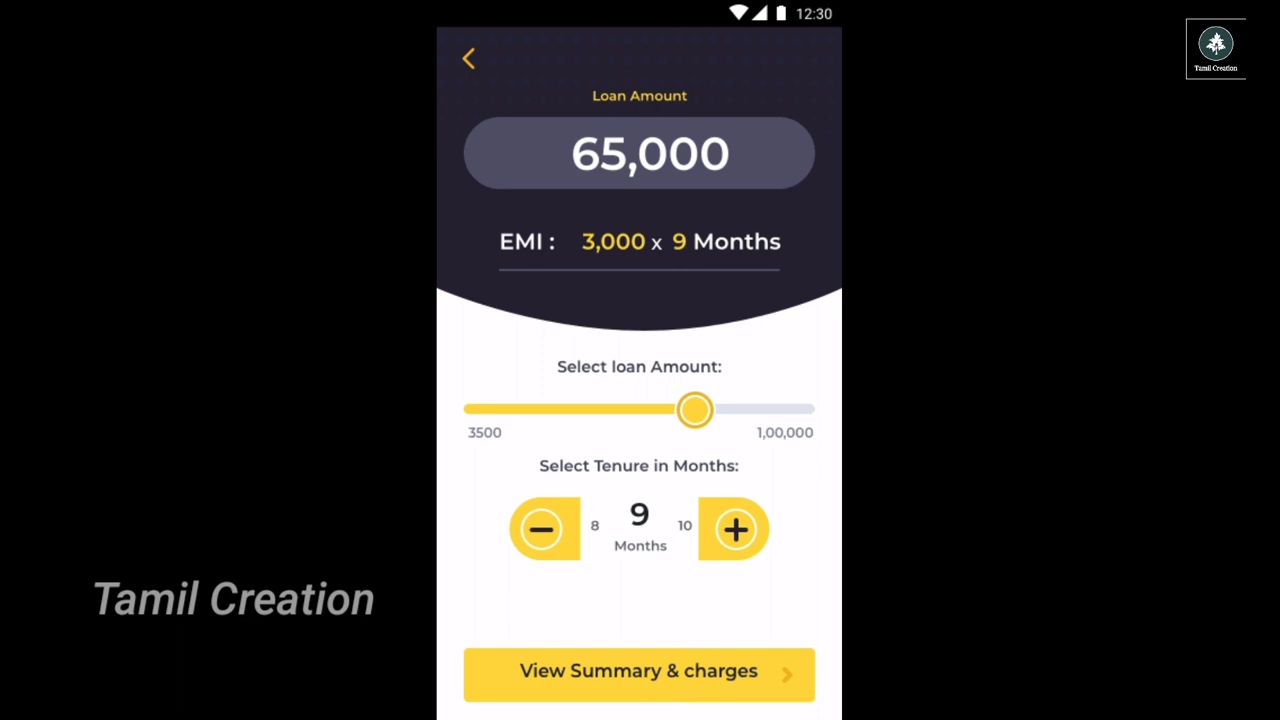 12:30
Tamil Creation
Loan Amount
65,000
EMI : 3,000 x 9 Months
Select loan Amount:
3500 1,00,000
Select Tenure in Months:
8 9 10
Months
Tamil Creation
View Summary & charges